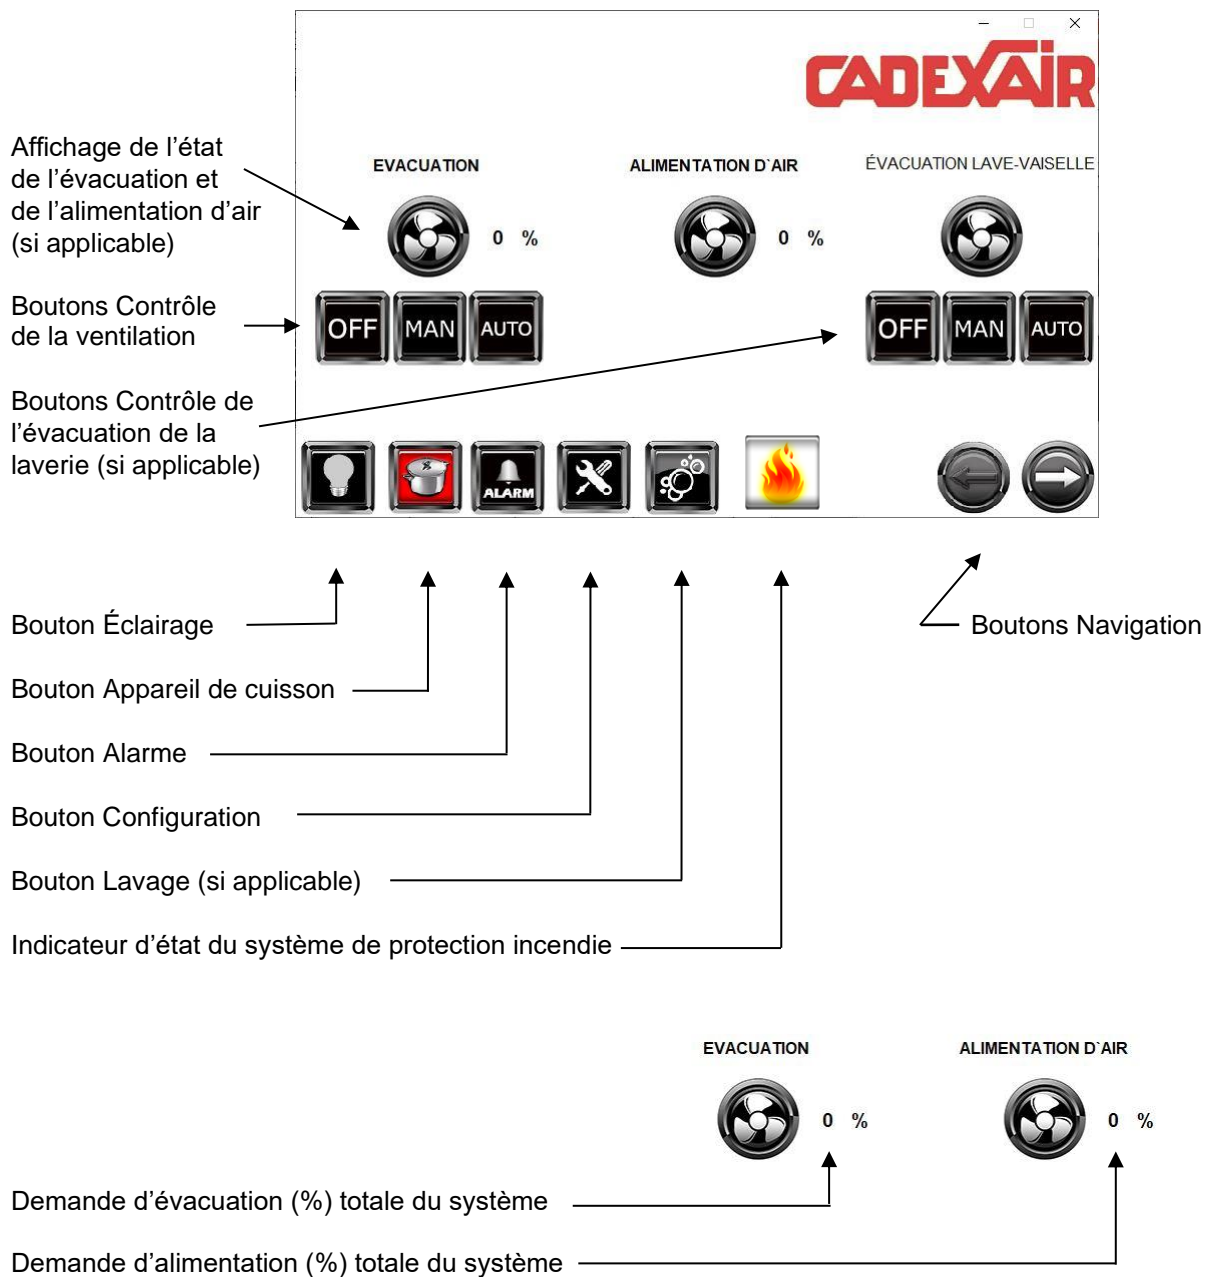 CADEXAIR
Affichage de l’état
de l’évacuation et
de l’alimentation d’air
(si applicable)
EVACUATION
ALIMENTATION D`AIR
ÉVACUATION LAVE-VAISELLE
0 %
0 %
Boutons Contrôle
de la ventilation
OFF
MAN
AUTO
OFF
MAN
AUTO
Boutons Contrôle de
l’évacuation de la
laverie (si applicable)
ALARM
Bouton Éclairage
Boutons Navigation
Bouton Appareil de cuisson
Bouton Alarme
Bouton Configuration
Bouton Lavage (si applicable)
Indicateur d’état du système de protection incendie
EVACUATION
ALIMENTATION D`AIR
0 %
0 %
Demande d’évacuation (%) totale du système
Demande d’alimentation (%) totale du système